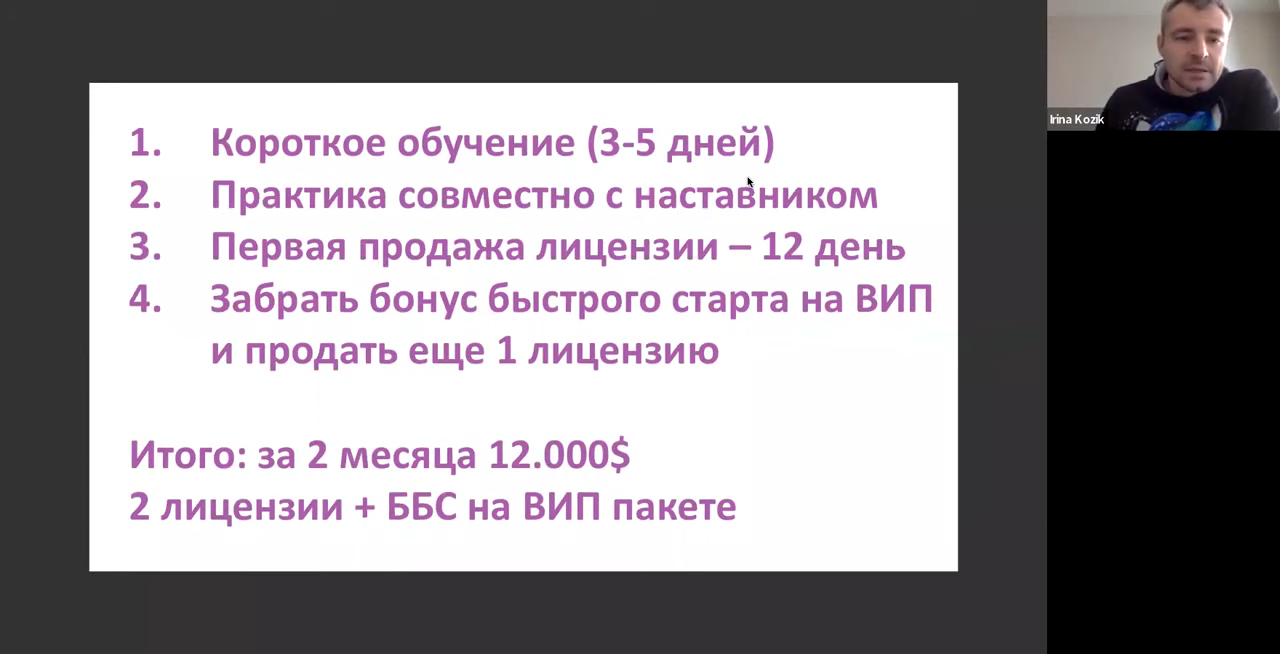 1. Короткое обучение (3-5 дней)
2. Практика совместно с наставником
3. Первая продажа лицензии – 12 день
4. Забрать бонус быстрого старта на ВИП
и продать еще 1 лицензию
Итого: за 2 месяца 12.000$
2 лицензии + ББС на ВИП пакете
Irina Kozik